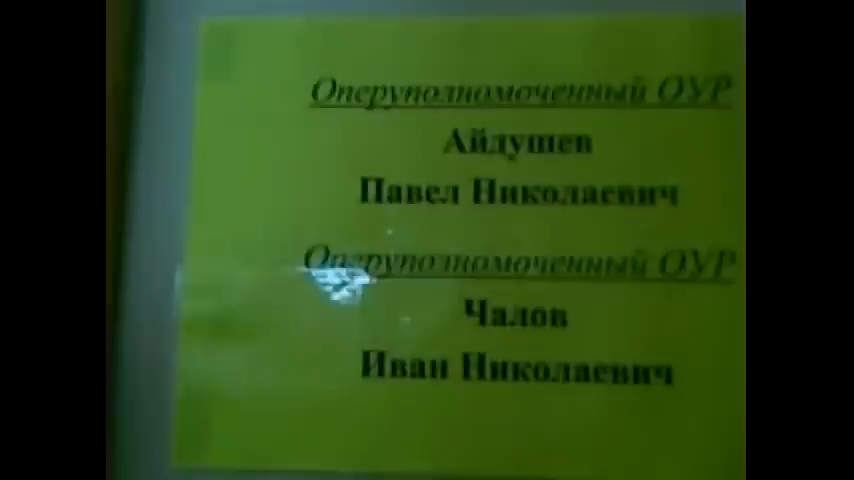 Оперуполномоченный ОУР
Айдушев
Павел Николаевич
Оперуполномоченный ОУР
Чалов
Иван Николаевич